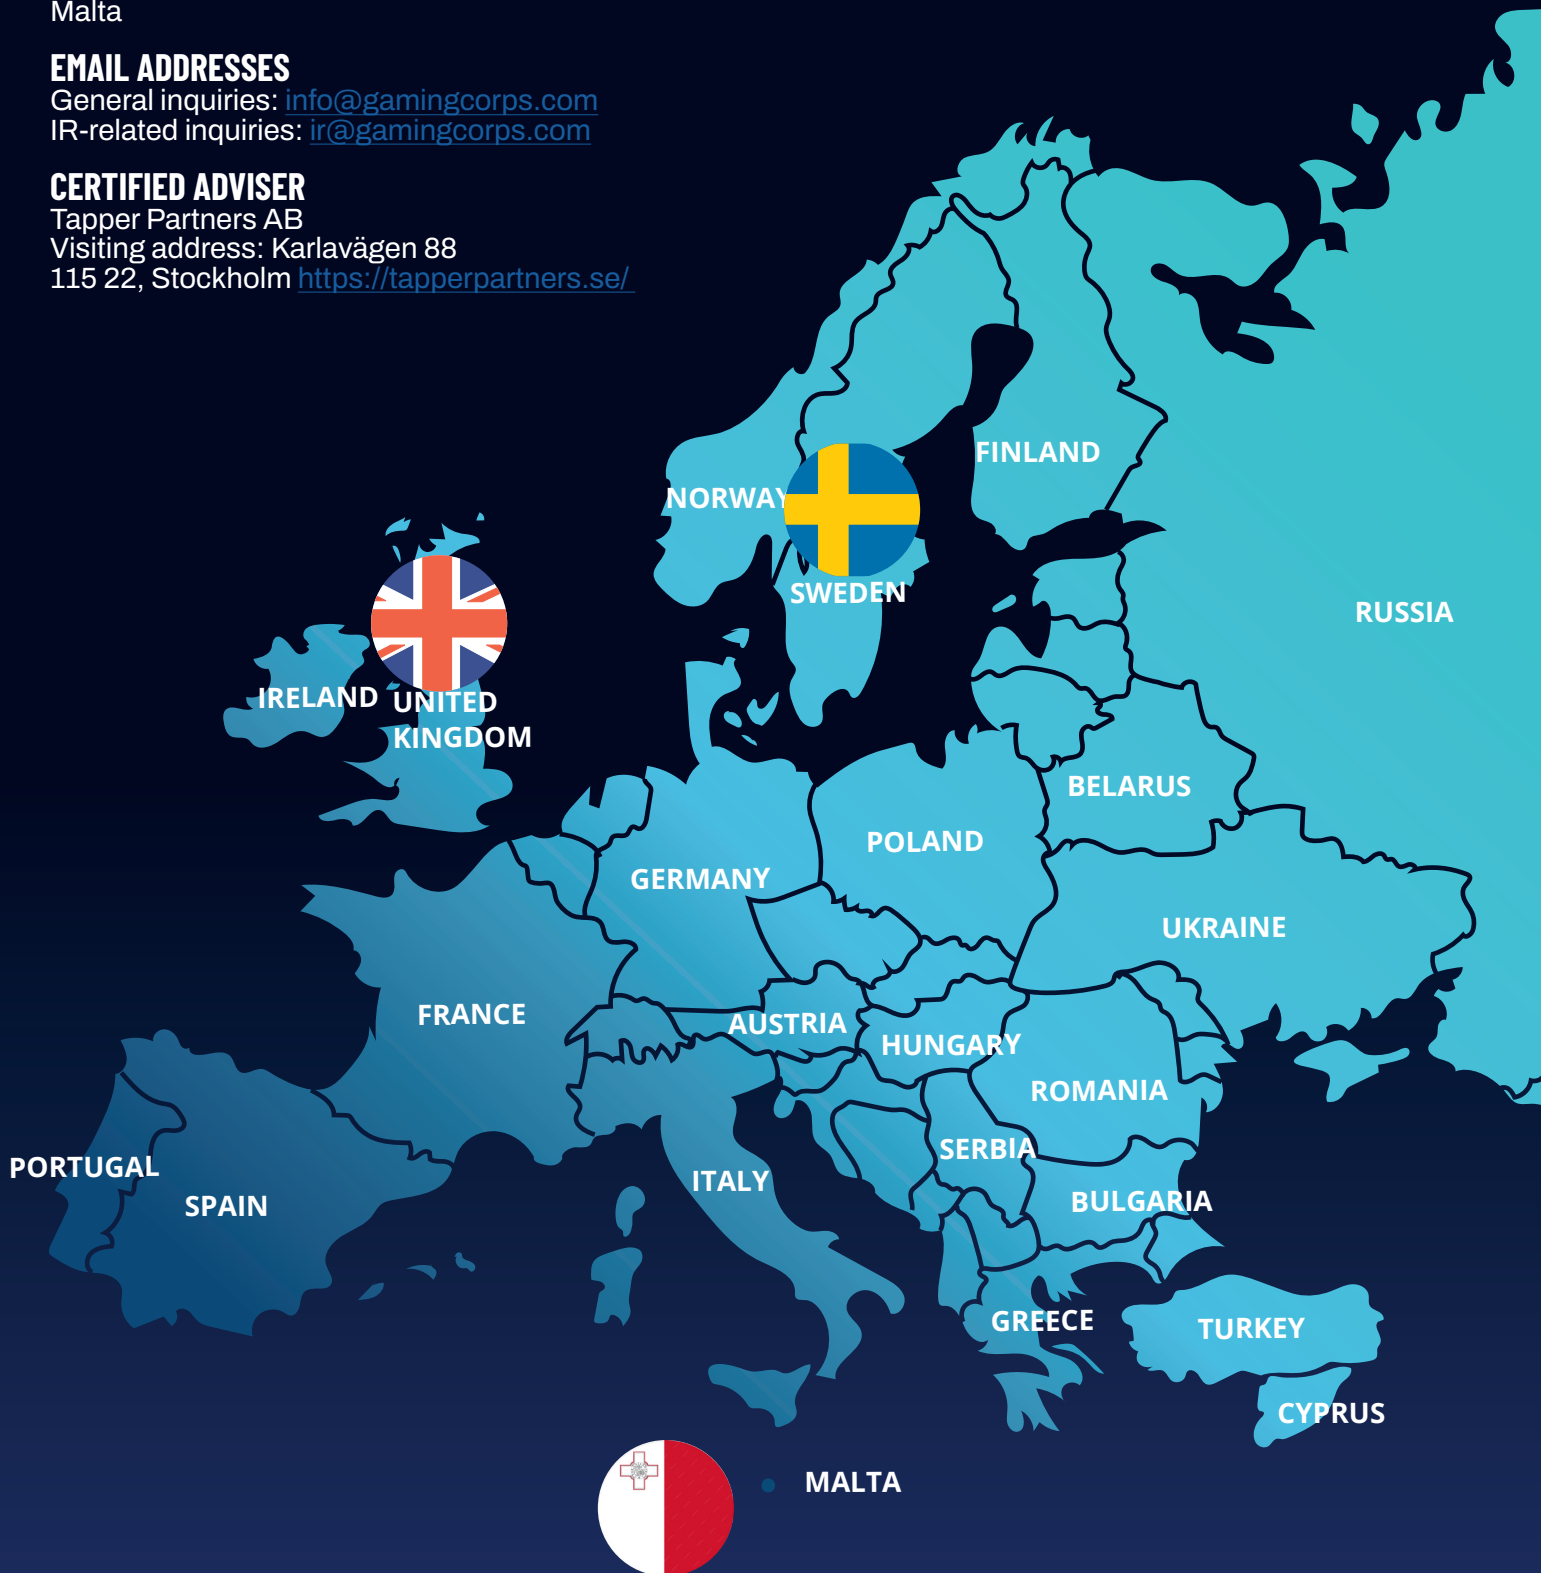 Malta
EMAIL ADDRESSES
General inquiries: info@gamingcorps.com
IR-related inquiries: ir@gamingcorps.com
CERTIFIED ADVISER
Tapper Partners AB
Visiting address: Karlavägen 88
115 22, Stockholm https://tapperpartners.se/
FINLAND
NORWAY
SWEDEN
RUSSIA
IRELAND
UNITED
KINGDOM
BELARUS
POLAND
GERMANY
UKRAINE
FRANCE
AUSTRIA
HUNGARY
ROMANIA
SERBIA
PORTUGAL
ITALY
SPAIN
BULGARIA
GREECE
TURKEY
CYPRUS
MALTA